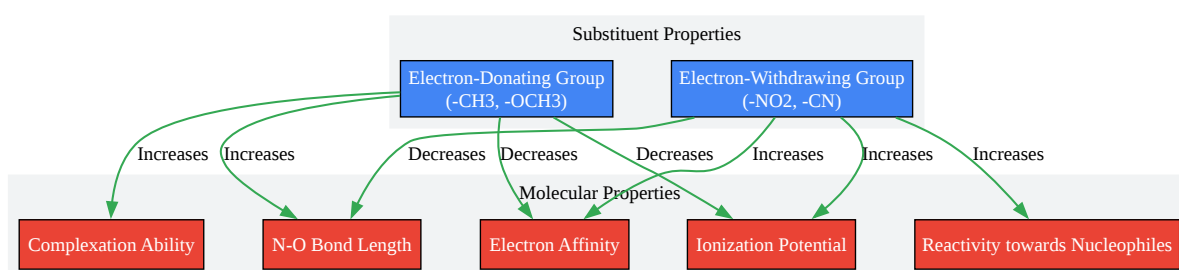 Substituent Properties
Electron-Donating Group
(-CH3, -OCH3)
Electron-Withdrawing Group
(-NO2, -CN)
Increases
Increases
Decreases
Decreases
Decreases
Increases
Increases
Increases
Molecular Properties
Complexation Ability
N-O Bond Length
Electron Affinity
Ionization Potential
Reactivity towards Nucleophiles